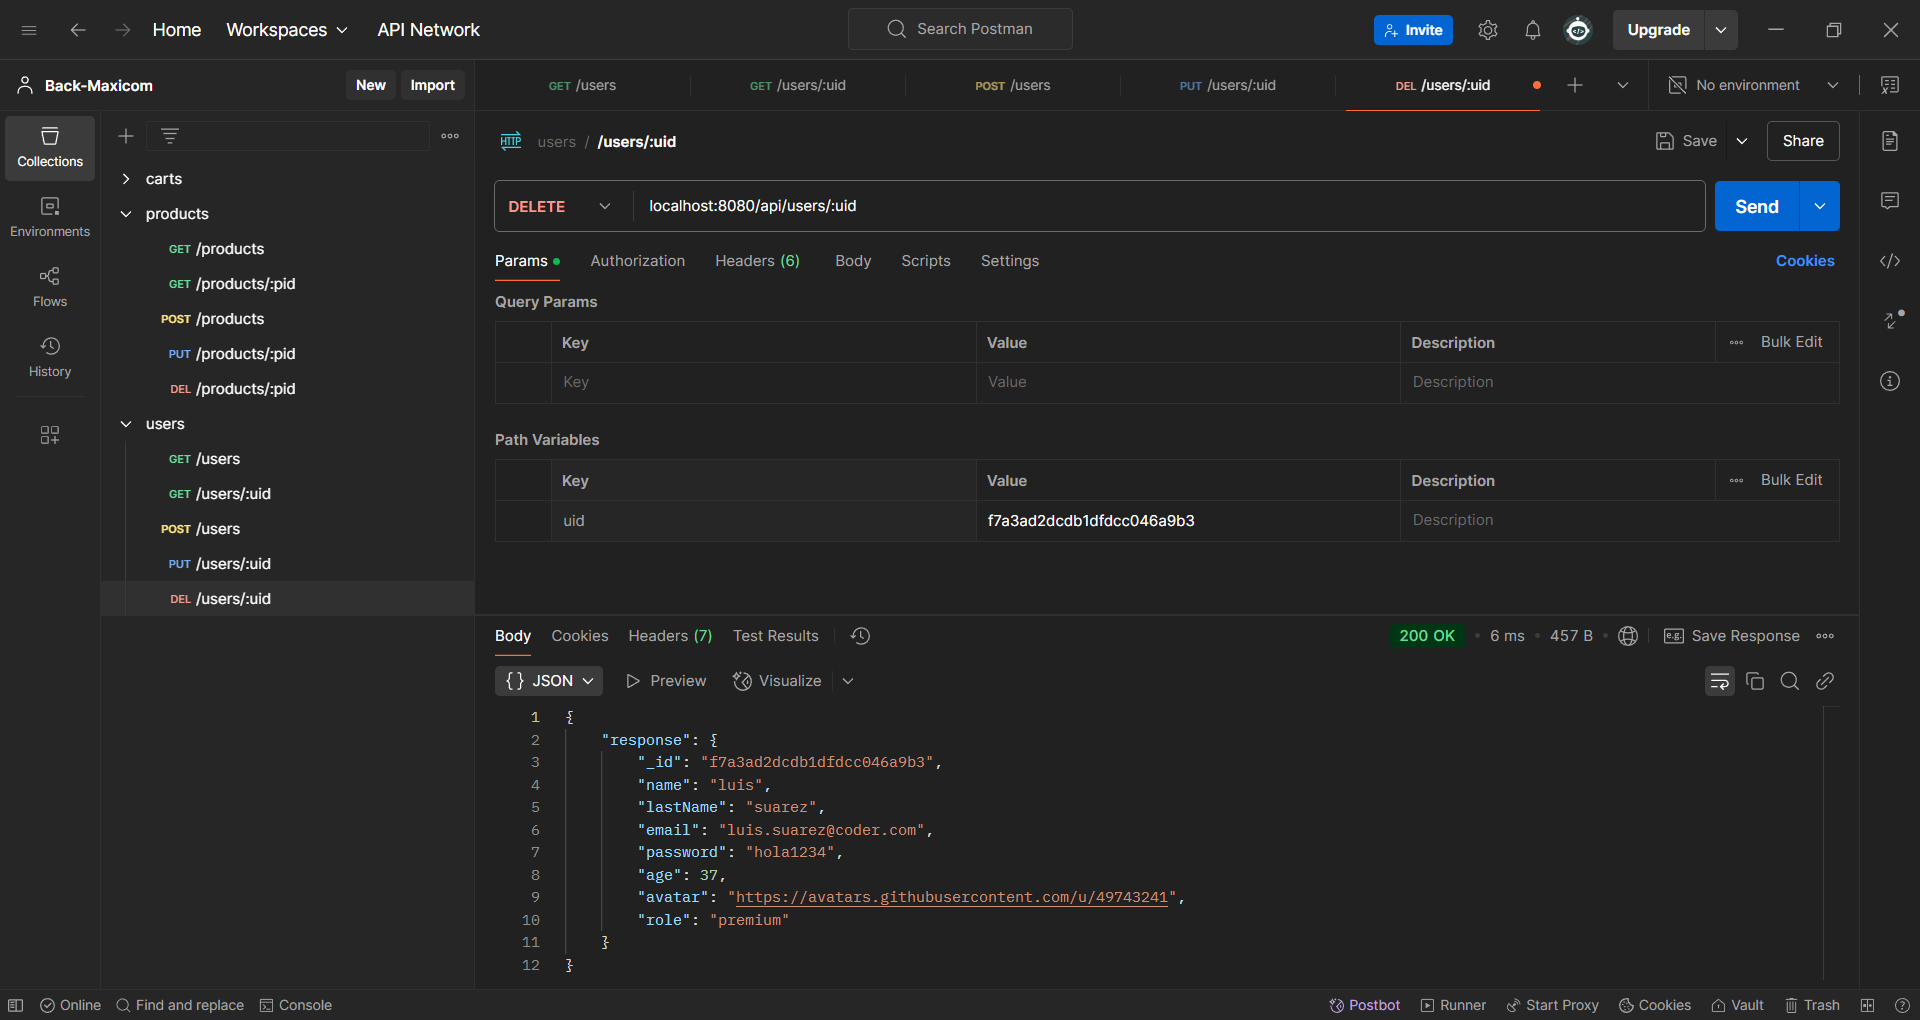 Home Workspaces API Network Search Postman Invite Upgrade
Back-Maxicom New Import GET /users GET /users/:uid POST /users PUT /users/:uid DEL /users/:uid No environment
Collections
Environments
Flows
History
carts
products
GET /products
GET /products/:pid
POST /products
PUT /products/:pid
DEL /products/:pid
users
GET /users
GET /users/:uid
POST /users
PUT /users/:uid
DEL /users/:uid
HTTP users / /users/:uid Save Share
DELETE localhost:8080/api/users/:uid Send
Params Authorization Headers (6) Body Scripts Settings Cookies
Query Params
Key Value Description Bulk Edit
Key Value Description
Path Variables
Key Value Description Bulk Edit
uid f7a3ad2dcdb1dfdcc046a9b3 Description
Body Cookies Headers (7) Test Results 200 OK 6 ms 457 B e.g. Save Response
{} JSON Preview Visualize
1 {
2 "response": {
3 "_id": "f7a3ad2dcdb1dfdcc046a9b3",
4 "name": "luis",
5 "lastName": "suarez",
6 "email": "luis.suarez@coder.com",
7 "password": "hola1234",
8 "age": 37,
9 "avatar": "https://avatars.githubusercontent.com/u/49743241",
10 "role": "premium"
11 }
12 }
Online Find and replace Console Postbot Runner Start Proxy Cookies Vault Trash